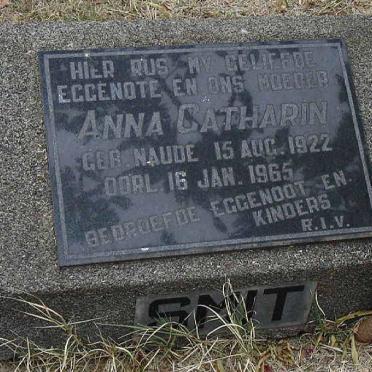 HIER RUS MY GELIEFDE
EGGENOTE EN ONS MOEDER
ANNA CATHARIN
GEB. NAUDE 15 AUG. 1922
OORL. 16 JAN. 1965
BEDROEFDE EGGENOOT EN
KINDERS
R.I.V.
SMIT